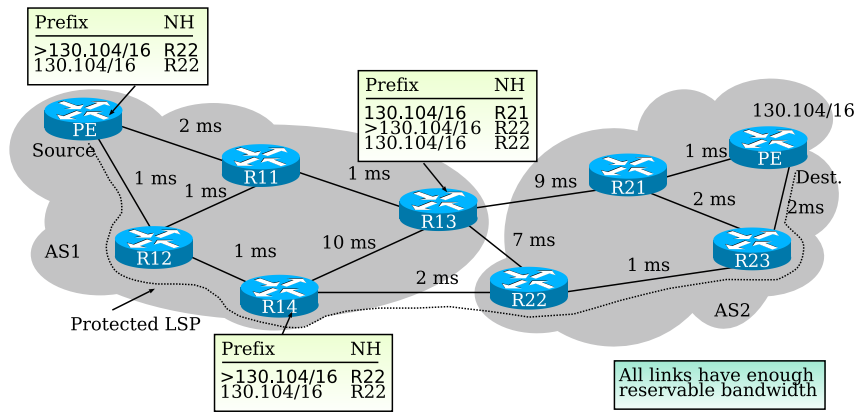 Prefix NH
>130.104/16 R22
130.104/16 R22
Prefix NH
130.104/16 R21
>130.104/16 R22
130.104/16 R22
130.104/16
PE
Source
2 ms
R11
1 ms
1 ms
1 ms
R13
9 ms
R21
1 ms
PE
Dest.
2 ms
2ms
AS1
R12
1 ms
10 ms
7 ms
R23
R14
2 ms
R22
1 ms
AS2
Protected LSP
Prefix NH
>130.104/16 R22
130.104/16 R22
All links have enough
reservable bandwidth